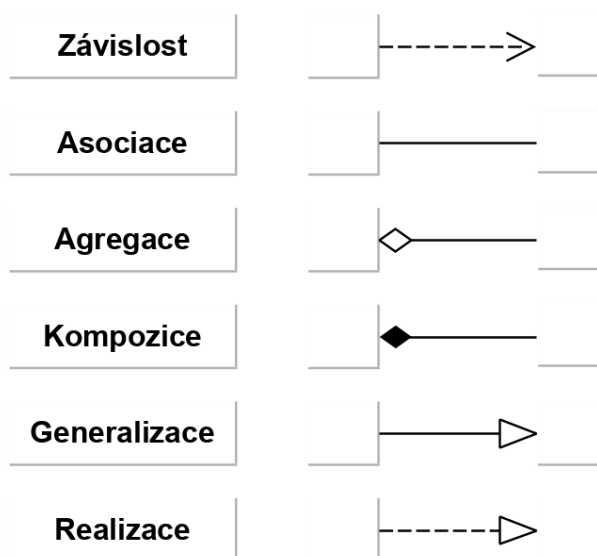 Závislost
Asociace
Agregace
Kompozice
Generalizace
Realizace